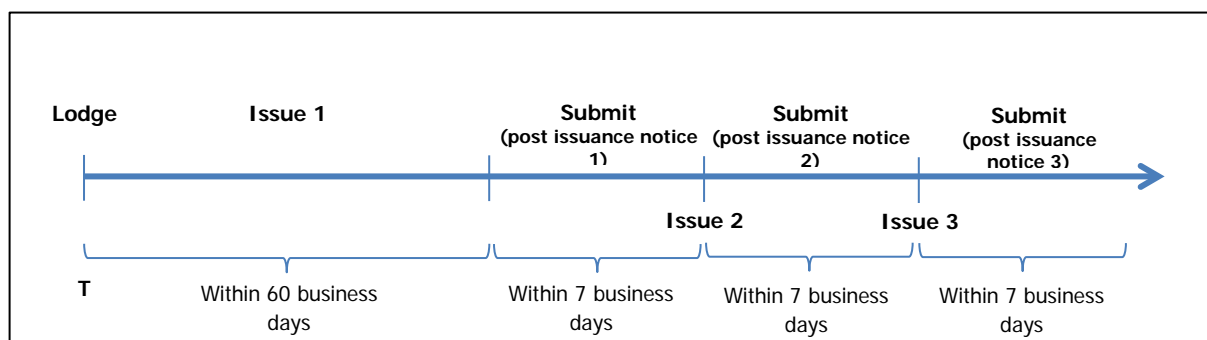 Lodge
Issue 1
Submit
(post issuance notice
1)
Submit
(post issuance notice
2)
Submit
(post issuance
notice 3)
Issue 2
Issue 3
T
Within 60 business
days
Within 7 business
days
Within 7 business
days
Within 7 business
days